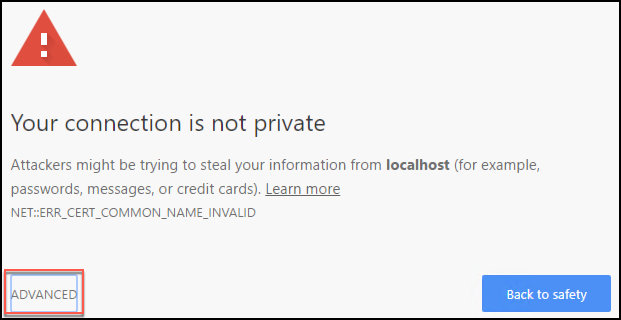 Your connection is not private
Attackers might be trying to steal your information from localhost (for example,
passwords, messages, or credit cards). Learn more
NET::ERR_CERT_COMMON_NAME_INVALID
ADVANCED
Back to safety